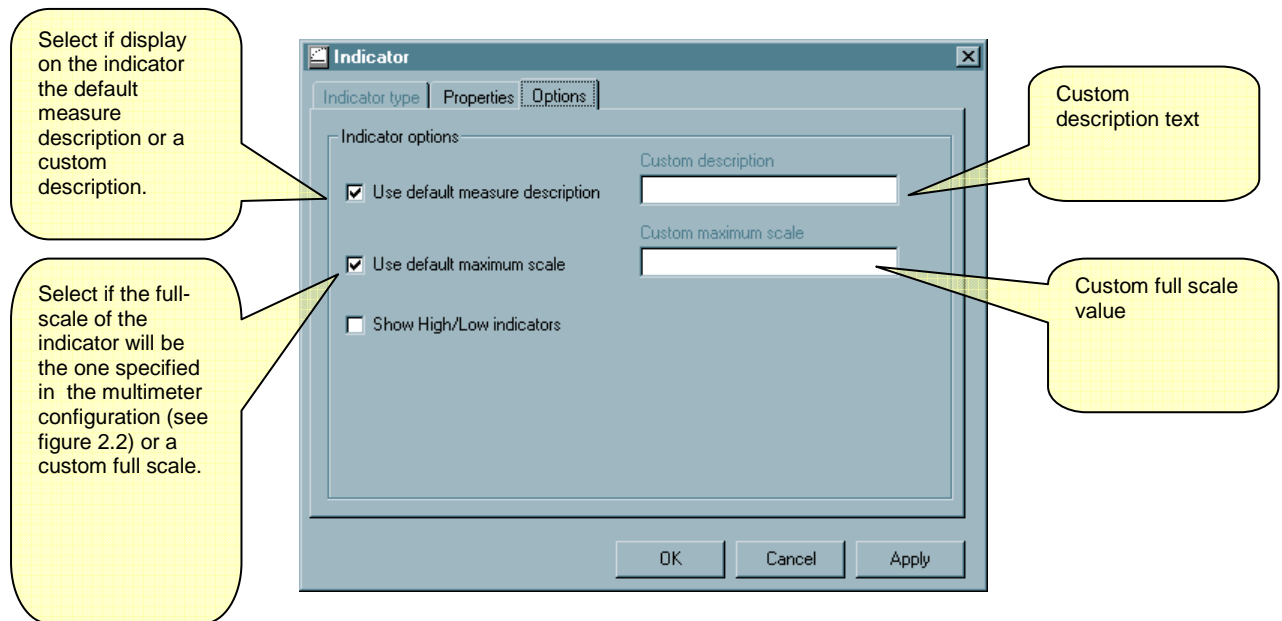 Select if display
on the indicator
the default
measure
description or a
custom
description.
Select if the full-
scale of the
indicator will be
the one specified
in the multimeter
configuration (see
figure 2.2) or a
custom full scale.
Indicator
Indicator type Properties Options
Indicator options
Custom description
Use default measure description
Custom maximum scale
Use default maximum scale
Show High/Low indicators
OK Cancel Apply
Custom
description text
Custom full scale
value